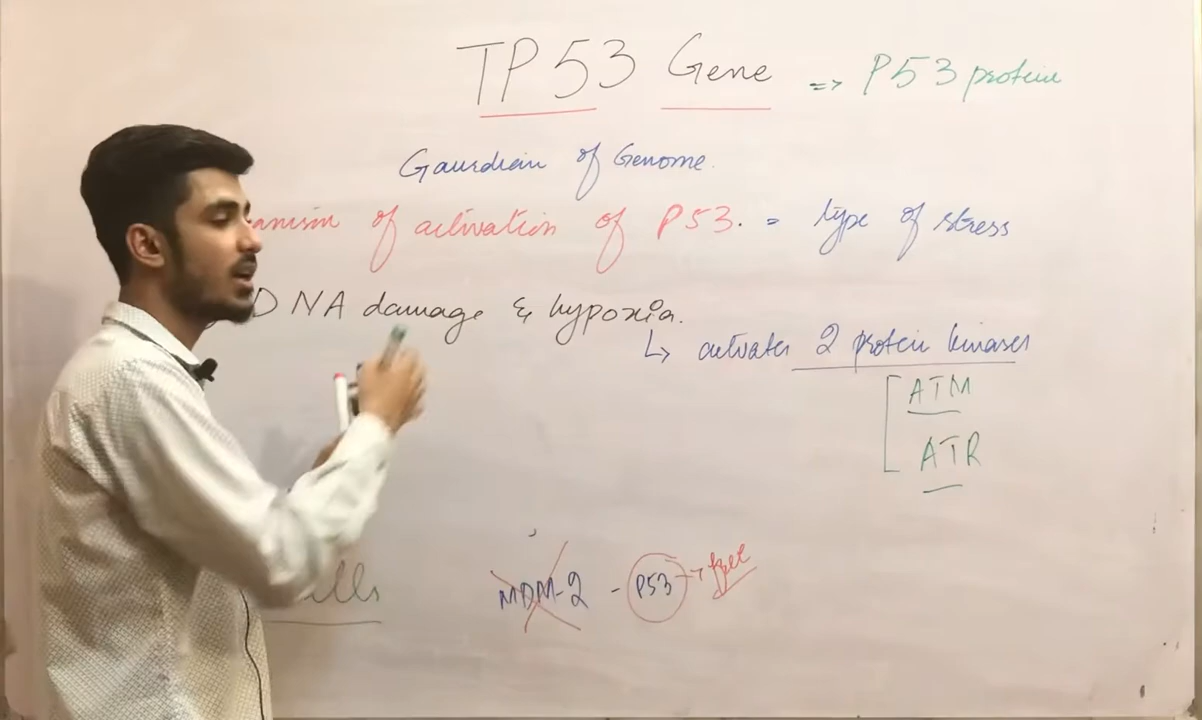 TP53 Gene => P53 protein
Gaurdian of Genome.
of activation of P53. = type of stress
DNA damage & hypoxia.
↳ activates 2 protein kinases
ATM
ATR
MDM-2 - P53 → free